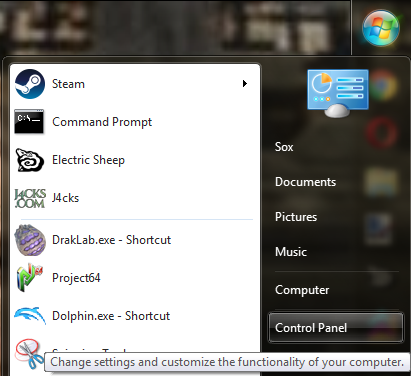 Steam
Command Prompt
Electric Sheep
J4CKS
.COM
J4cks
DrakLab.exe - Shortcut
Project64
Dolphin.exe - Shortcut
Sox
Documents
Pictures
Music
Computer
Control Panel
Change settings and customize the functionality of your computer.